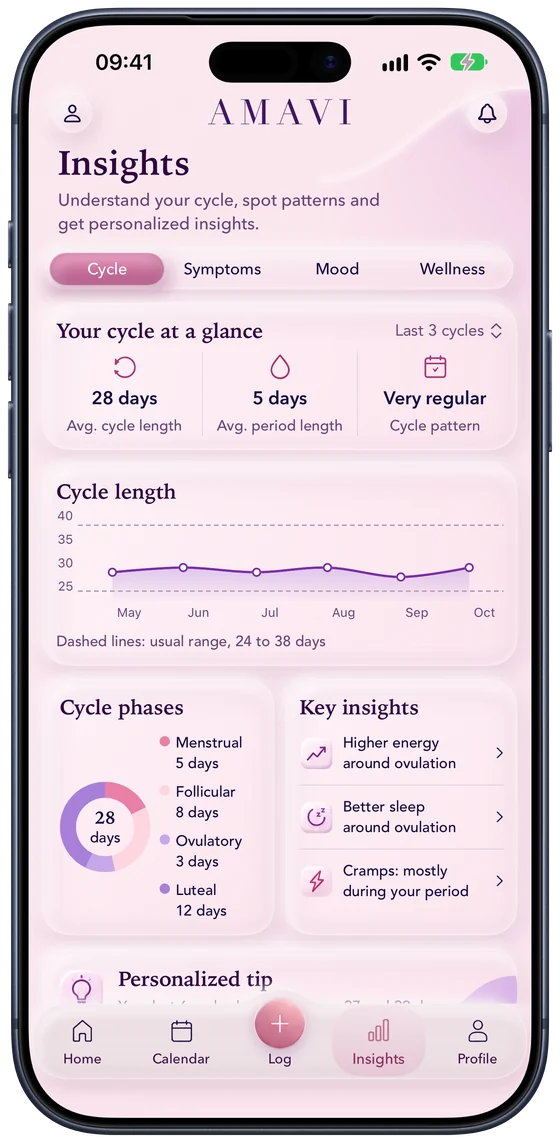 09:41
AMAVI
Insights
Understand your cycle, spot patterns and
get personalized insights.
Cycle
Symptoms
Mood
Wellness
Your cycle at a glance
Last 3 cycles
28 days
Avg. cycle length
5 days
Avg. period length
Very regular
Cycle pattern
Cycle length
40
35
30
25
May
Jun
Jul
Aug
Sep
Oct
Dashed lines: usual range, 24 to 38 days
Cycle phases
28
days
Menstrual
5 days
Follicular
8 days
Ovulatory
3 days
Luteal
12 days
Key insights
Higher energy
around ovulation
Better sleep
around ovulation
Cramps: mostly
during your period
Personalized tip
Home
Calendar
Log
Insights
Profile